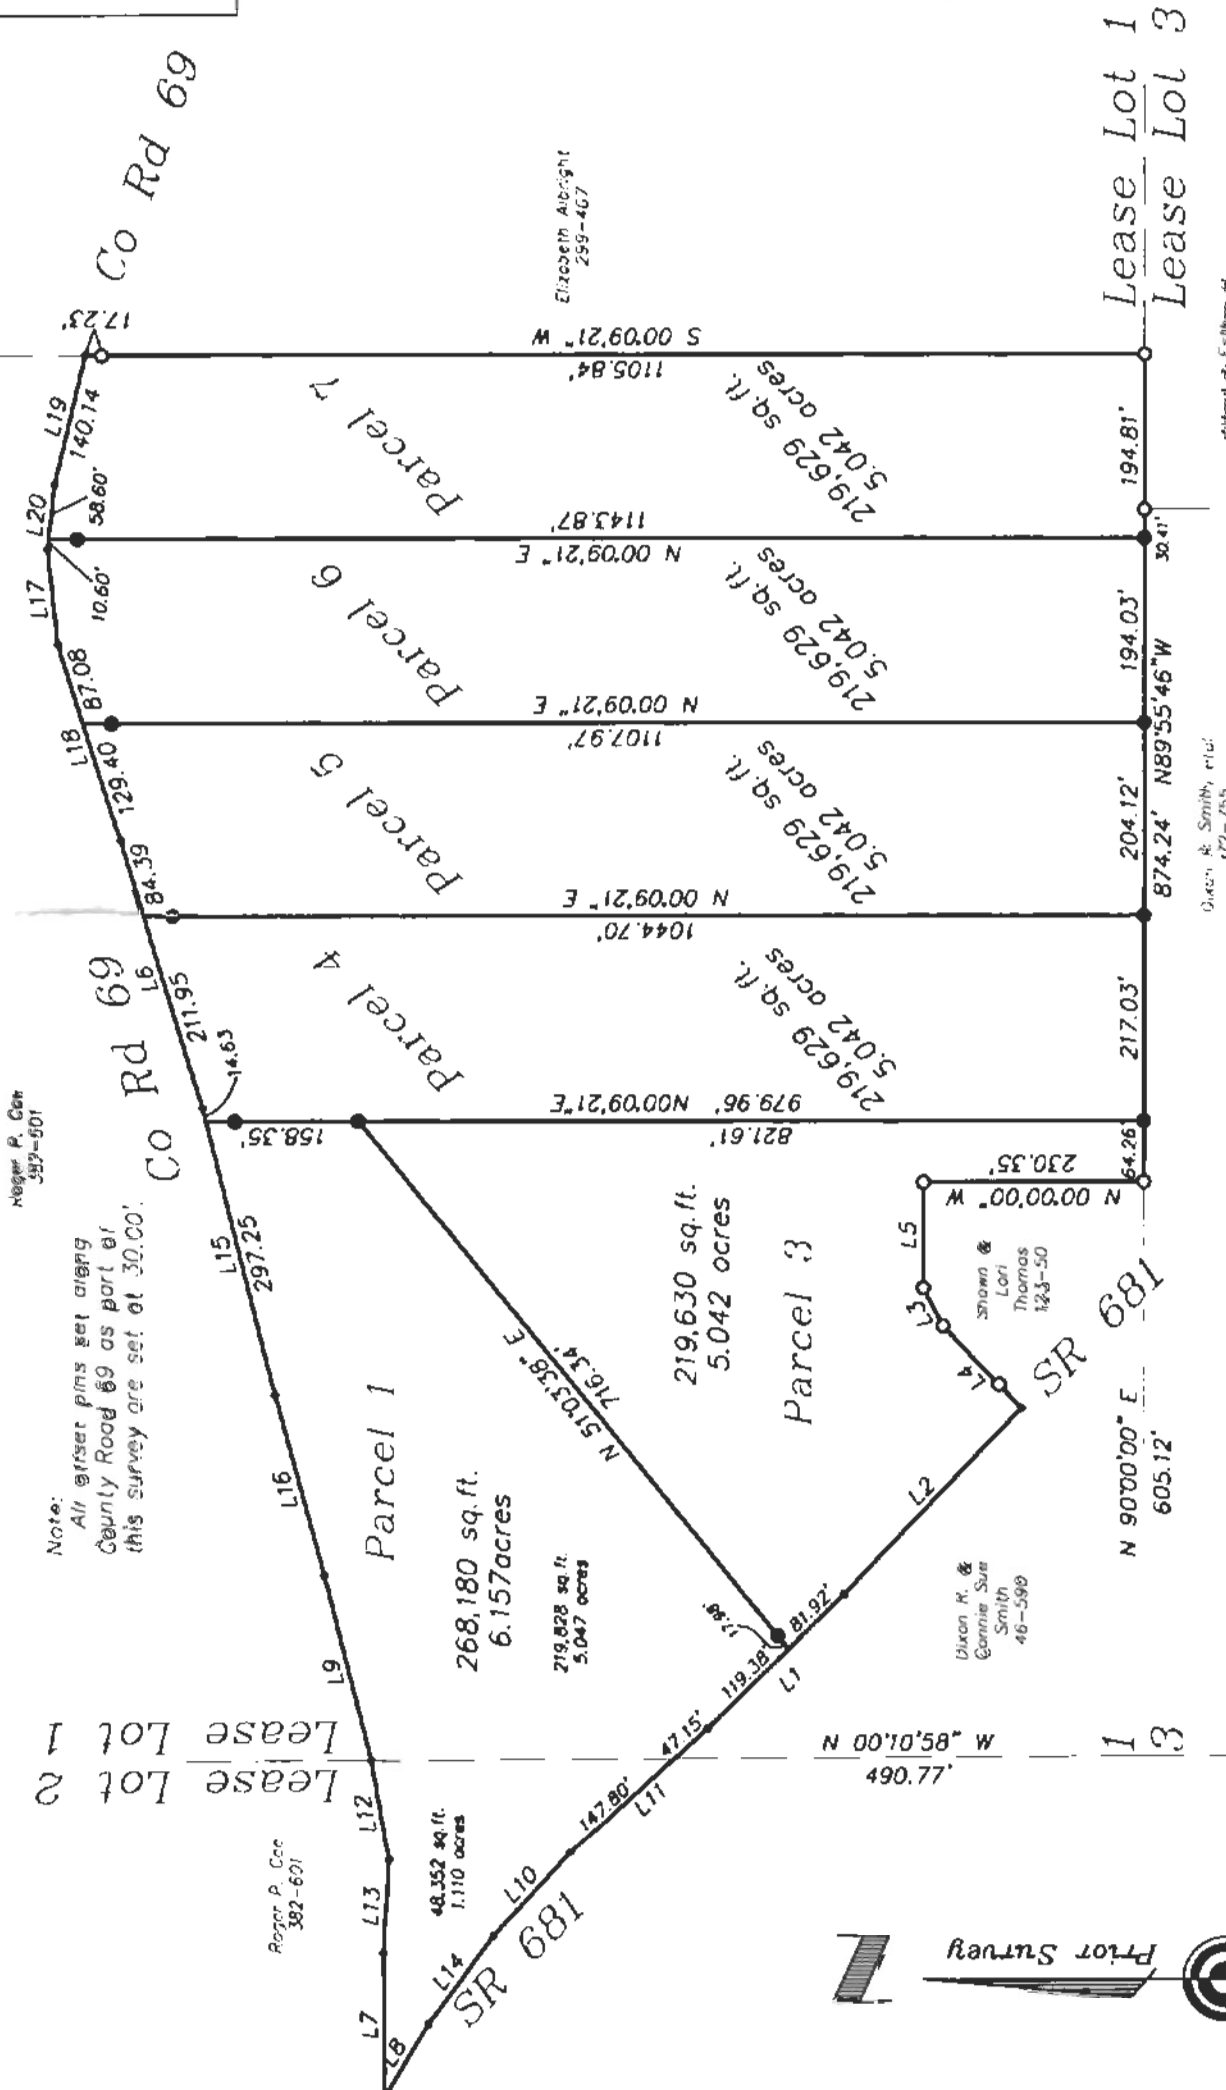 Co Rd 69
17.23'
L19
140.14
L20
58.60'
L17
10.60'
87.08
L18
129.40
84.39
L6
211.95
14.63
Co Rd 69
L15
297.25
L16
L9
L12
L13
L7
L8
L14
L10
L11
147.80'
47.15'
119.38'
L1
81.92'
L2
L4
L3
L5
Roger P. Coe
382-601
Note:
All offset pins set along
County Road 69 as part of
this survey are set at 30.00'.
Elizabeth Albright
299-467
S 00°09'21" W
1105.84'
Parcel 7
219,629 sq.ft.
5.042 acres
1143.87'
N 00°09'21" E
Parcel 6
219,629 sq.ft.
5.042 acres
N 00°09'21" E
1107.97'
Parcel 5
219,629 sq.ft.
5.042 acres
N 00°09'21" E
1044.70'
Parcel 4
219,629 sq.ft.
5.042 acres
979.96' N00°09'21"E
821.61'
158.35'
N 51°03'38" E
716.34'
219,630 sq.ft.
5.042 acres
Parcel 3
Parcel 1
268,180 sq.ft.
6.157acres
219,828 sq.ft.
5.047 acres
48,352 sq.ft.
1.110 acres
Lease Lot 1
Lease Lot 2
Roger P. Coe
382-601
SR 681
SR 681
230.35'
N 00°00'00" W
Shawn &
Lori
Thomas
123-50
Dixon R. &
Connie Sue
Smith
46-590
N 90°00'00" E
605.12'
N 00°10'58" W
490.77'
1
3
64.26'
217.03'
204.12'
194.03'
30.41'
194.81'
874.24' N89°55'46"W
Lease Lot 1
Lease Lot 3
Dixon R. Smith, etal
Prior Survey